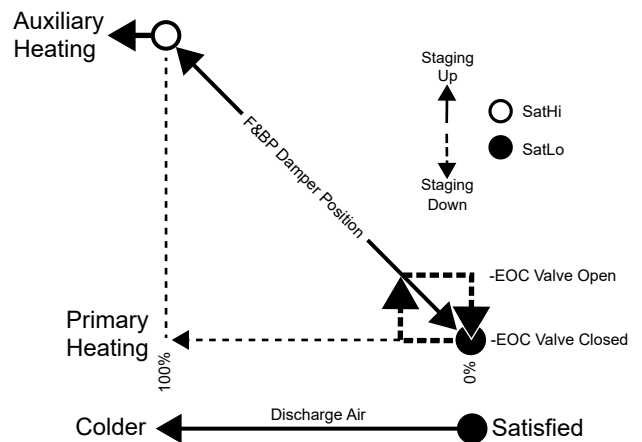 Auxiliary
Heating
Staging
Up
SatHi
SatLo
Staging
Down
F&BP Damper Position
-EOC Valve Open
Primary
Heating
-EOC Valve Closed
100%
0%
Discharge Air
Colder
Satisfied